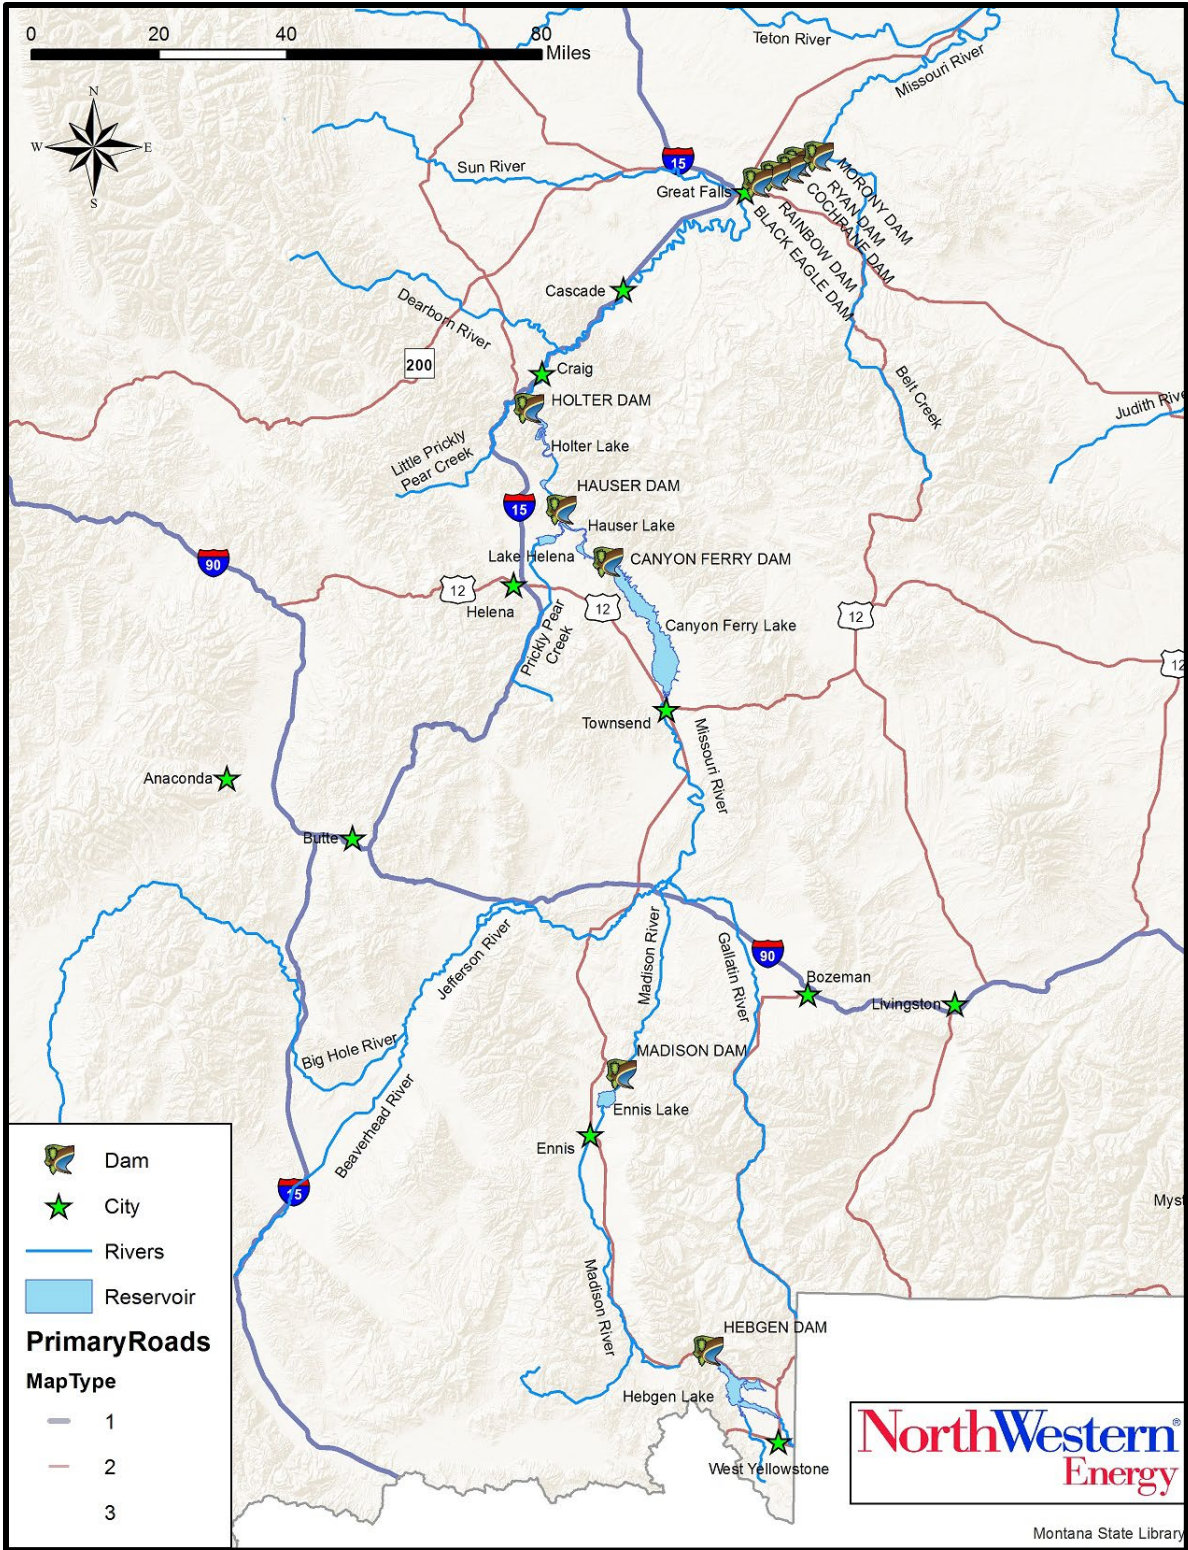 0 20 40 80
Miles
N
W E
S
Teton River
Missouri River
Sun River
15
Great Falls
MORONY DAM
RYAN DAM
COCHRANE DAM
RAINBOW DAM
BLACK EAGLE DAM
Cascade
Dearborn River
200
Craig
HOLTER DAM
Belt Creek
Judith Rive
Holter Lake
Little Prickly
Pear Creek
HAUSER DAM
15
Hauser Lake
Lake Helena
CANYON FERRY DAM
90
12
12
12
Helena
Prickly Pear
Creek
Canyon Ferry Lake
12
Townsend
Missouri River
Anaconda
Butte
Jefferson River
Madison River
Gallatin River
90
Bozeman
Livingston
Big Hole River
MADISON DAM
Beaverhead River
Ennis Lake
Ennis
15
Myst
Madison River
HEBGEN DAM
Hebgen Lake
West Yellowstone
Dam
City
Rivers
Reservoir
PrimaryRoads
MapType
1
2
3
NorthWestern®
Energy
Montana State Library